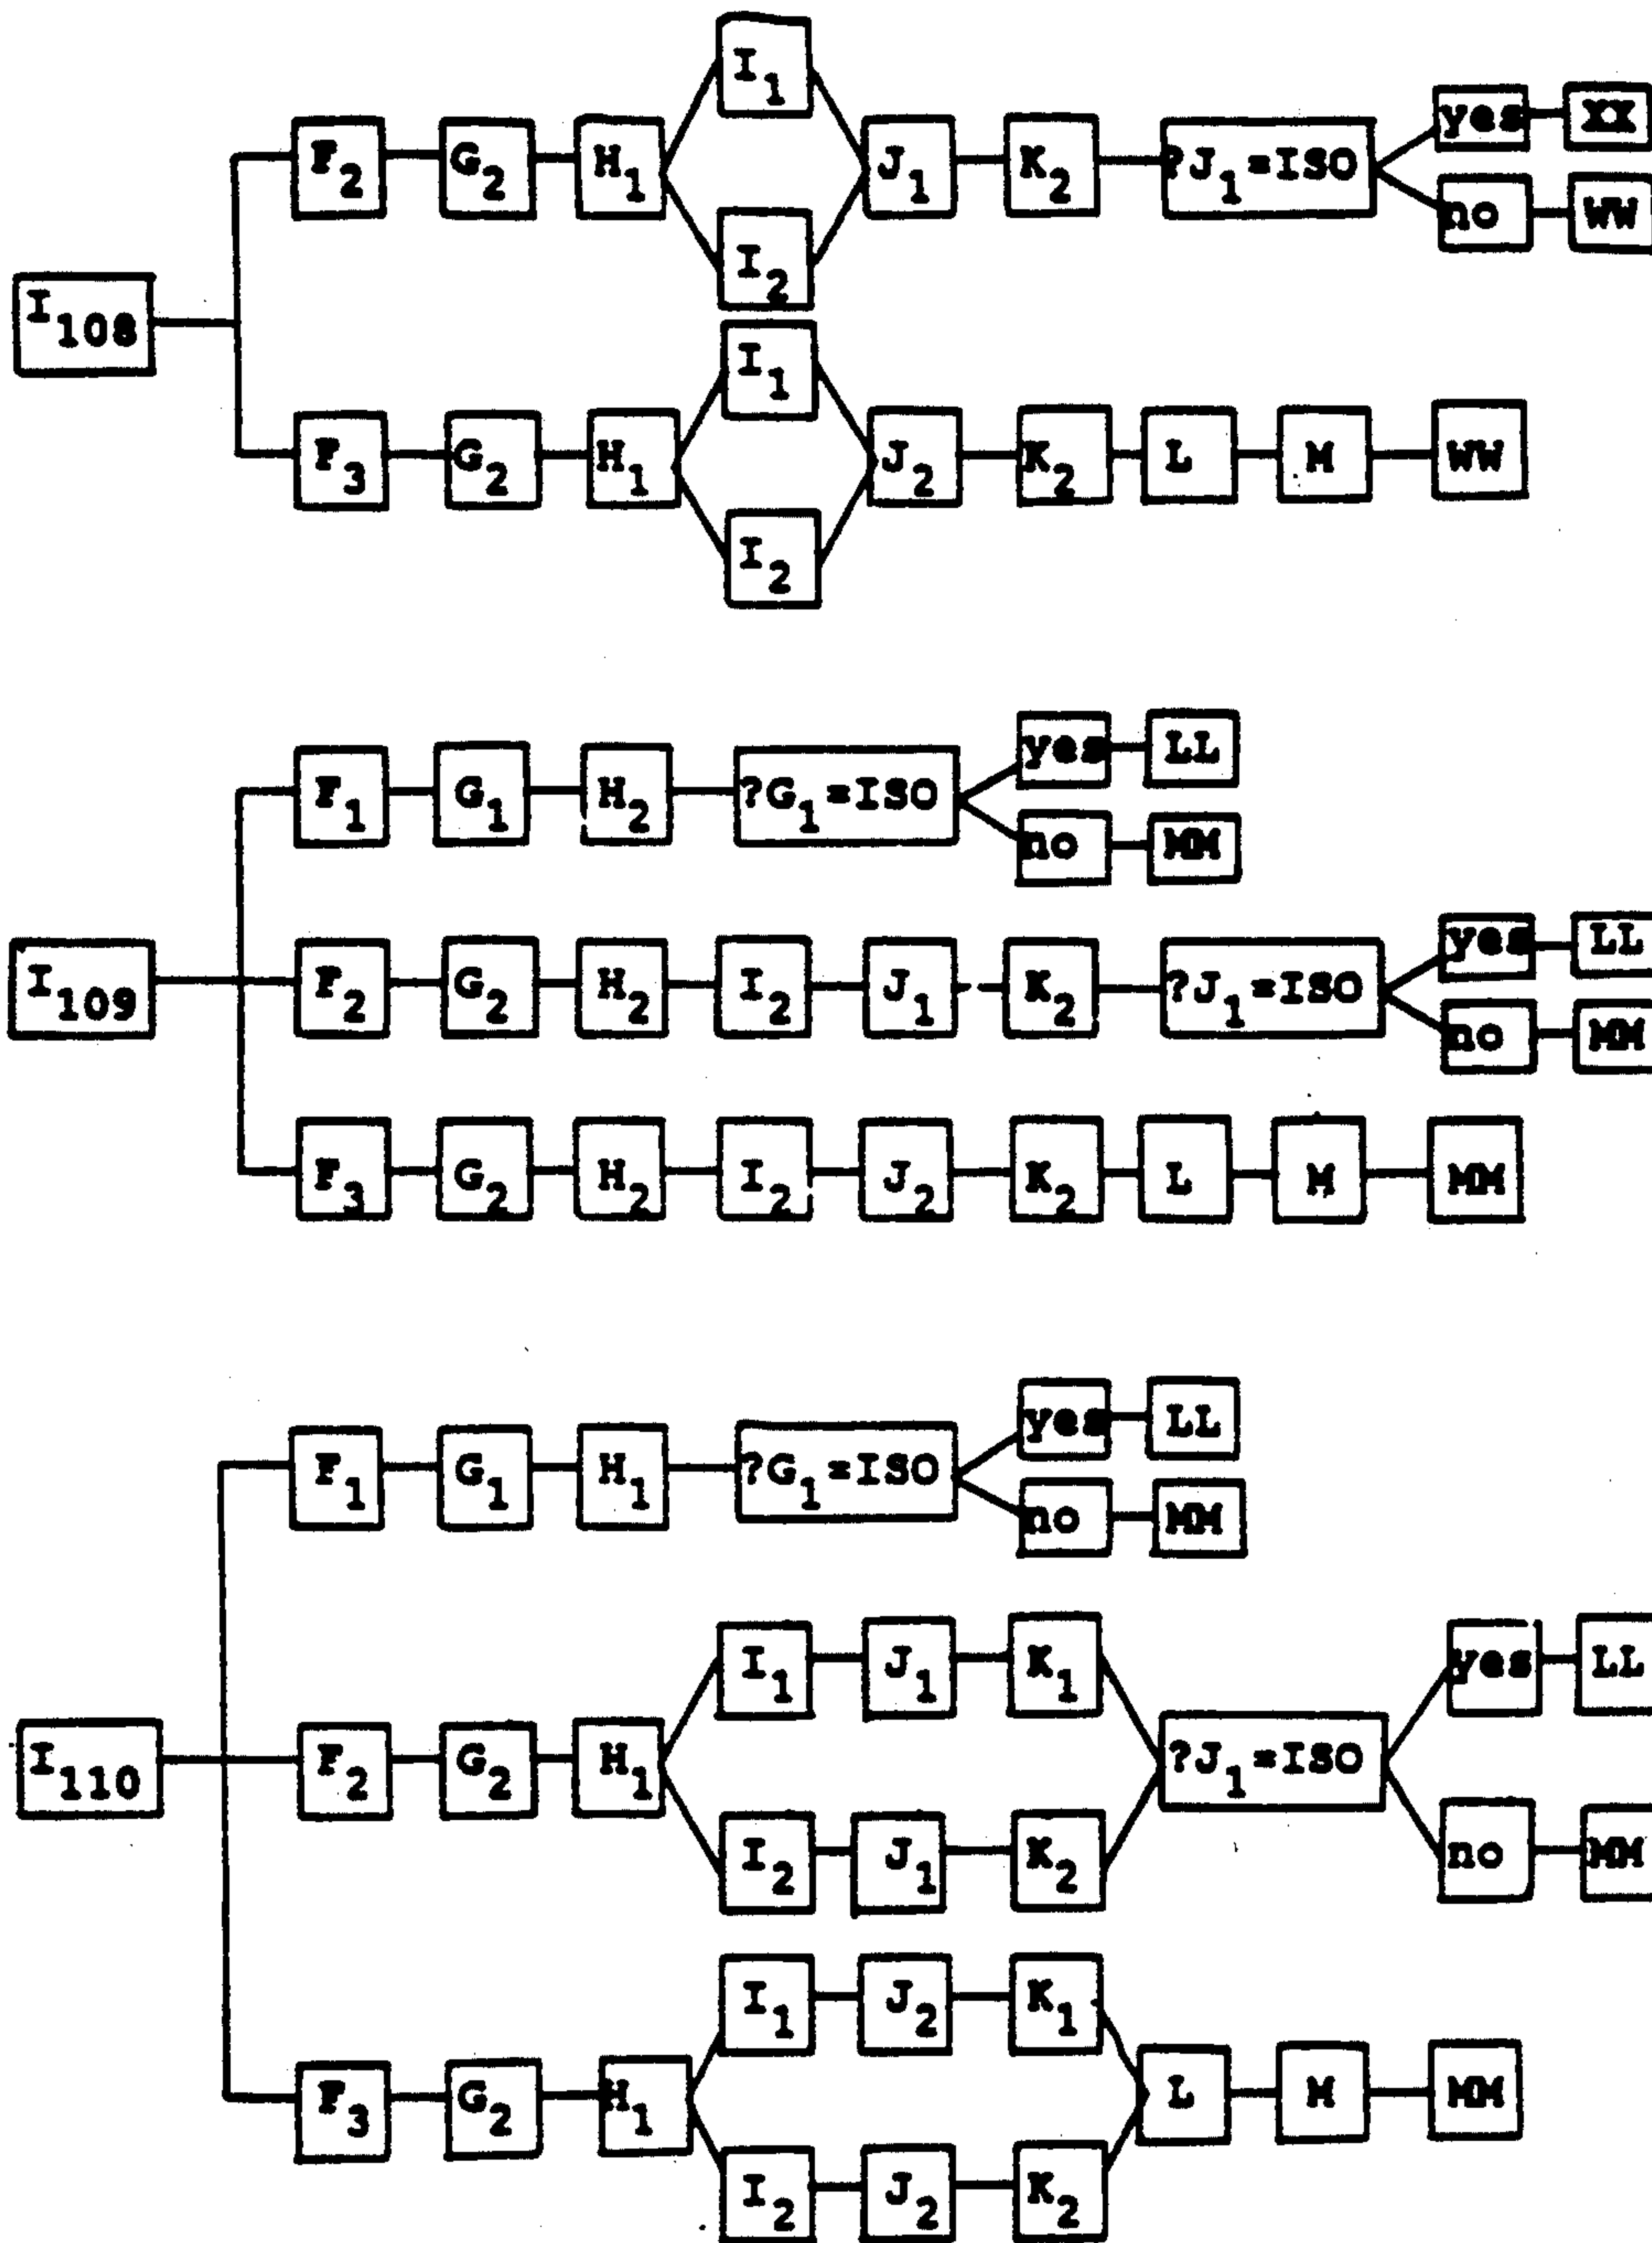 I₁
F₂ G₂ H₁ J₁ K₂ ?J₁=ISO yes XX
no WW
I₂
I₁₀₈
I₁
F₃ G₂ H₁ J₂ K₂ L M WW
I₂
F₁ G₁ H₂ ?G₁=ISO yes LL
no MM
I₁₀₉ F₂ G₂ H₂ I₂ J₁ K₂ ?J₁=ISO yes LL
no MM
F₃ G₂ H₂ I₂ J₂ K₂ L M MM
F₁ G₁ H₁ ?G₁=ISO yes LL
no MM
I₁ J₁ K₁ yes LL
I₁₁₀ F₂ G₂ H₁ ?J₁=ISO
I₂ J₁ K₂ no MM
I₁ J₂ K₁
F₃ G₂ H₁ L M MM
I₂ J₂ K₂